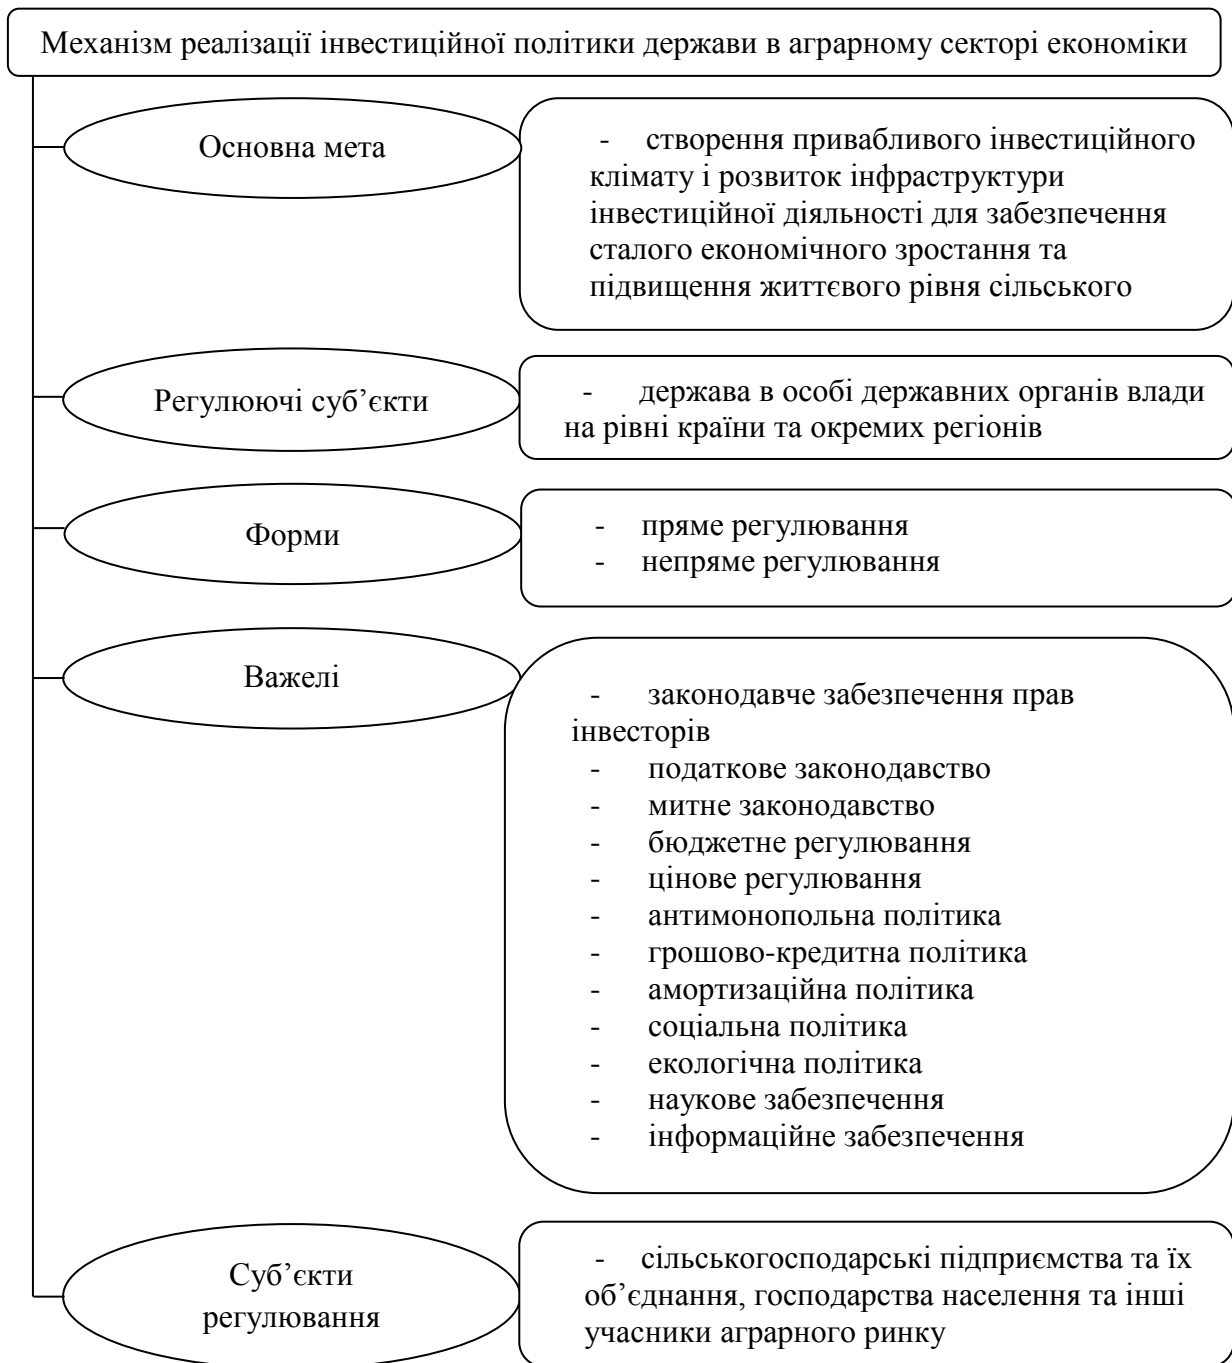 Механізм реалізації інвестиційної політики держави в аграрному секторі економіки
Основна мета
- створення привабливого інвестиційного
клімату і розвиток інфраструктури
інвестиційної діяльності для забезпечення
сталого економічного зростання та
підвищення життєвого рівня сільського
Регулюючі суб’єкти
- держава в особі державних органів влади
на рівні країни та окремих регіонів
Форми
- пряме регулювання
- непряме регулювання
Важелі
- законодавче забезпечення прав
інвесторів
- податкове законодавство
- митне законодавство
- бюджетне регулювання
- цінове регулювання
- антимонопольна політика
- грошово-кредитна політика
- амортизаційна політика
- соціальна політика
- екологічна політика
- наукове забезпечення
- інформаційне забезпечення
Суб’єкти
регулювання
- сільськогосподарські підприємства та їх
об’єднання, господарства населення та інші
учасники аграрного ринку